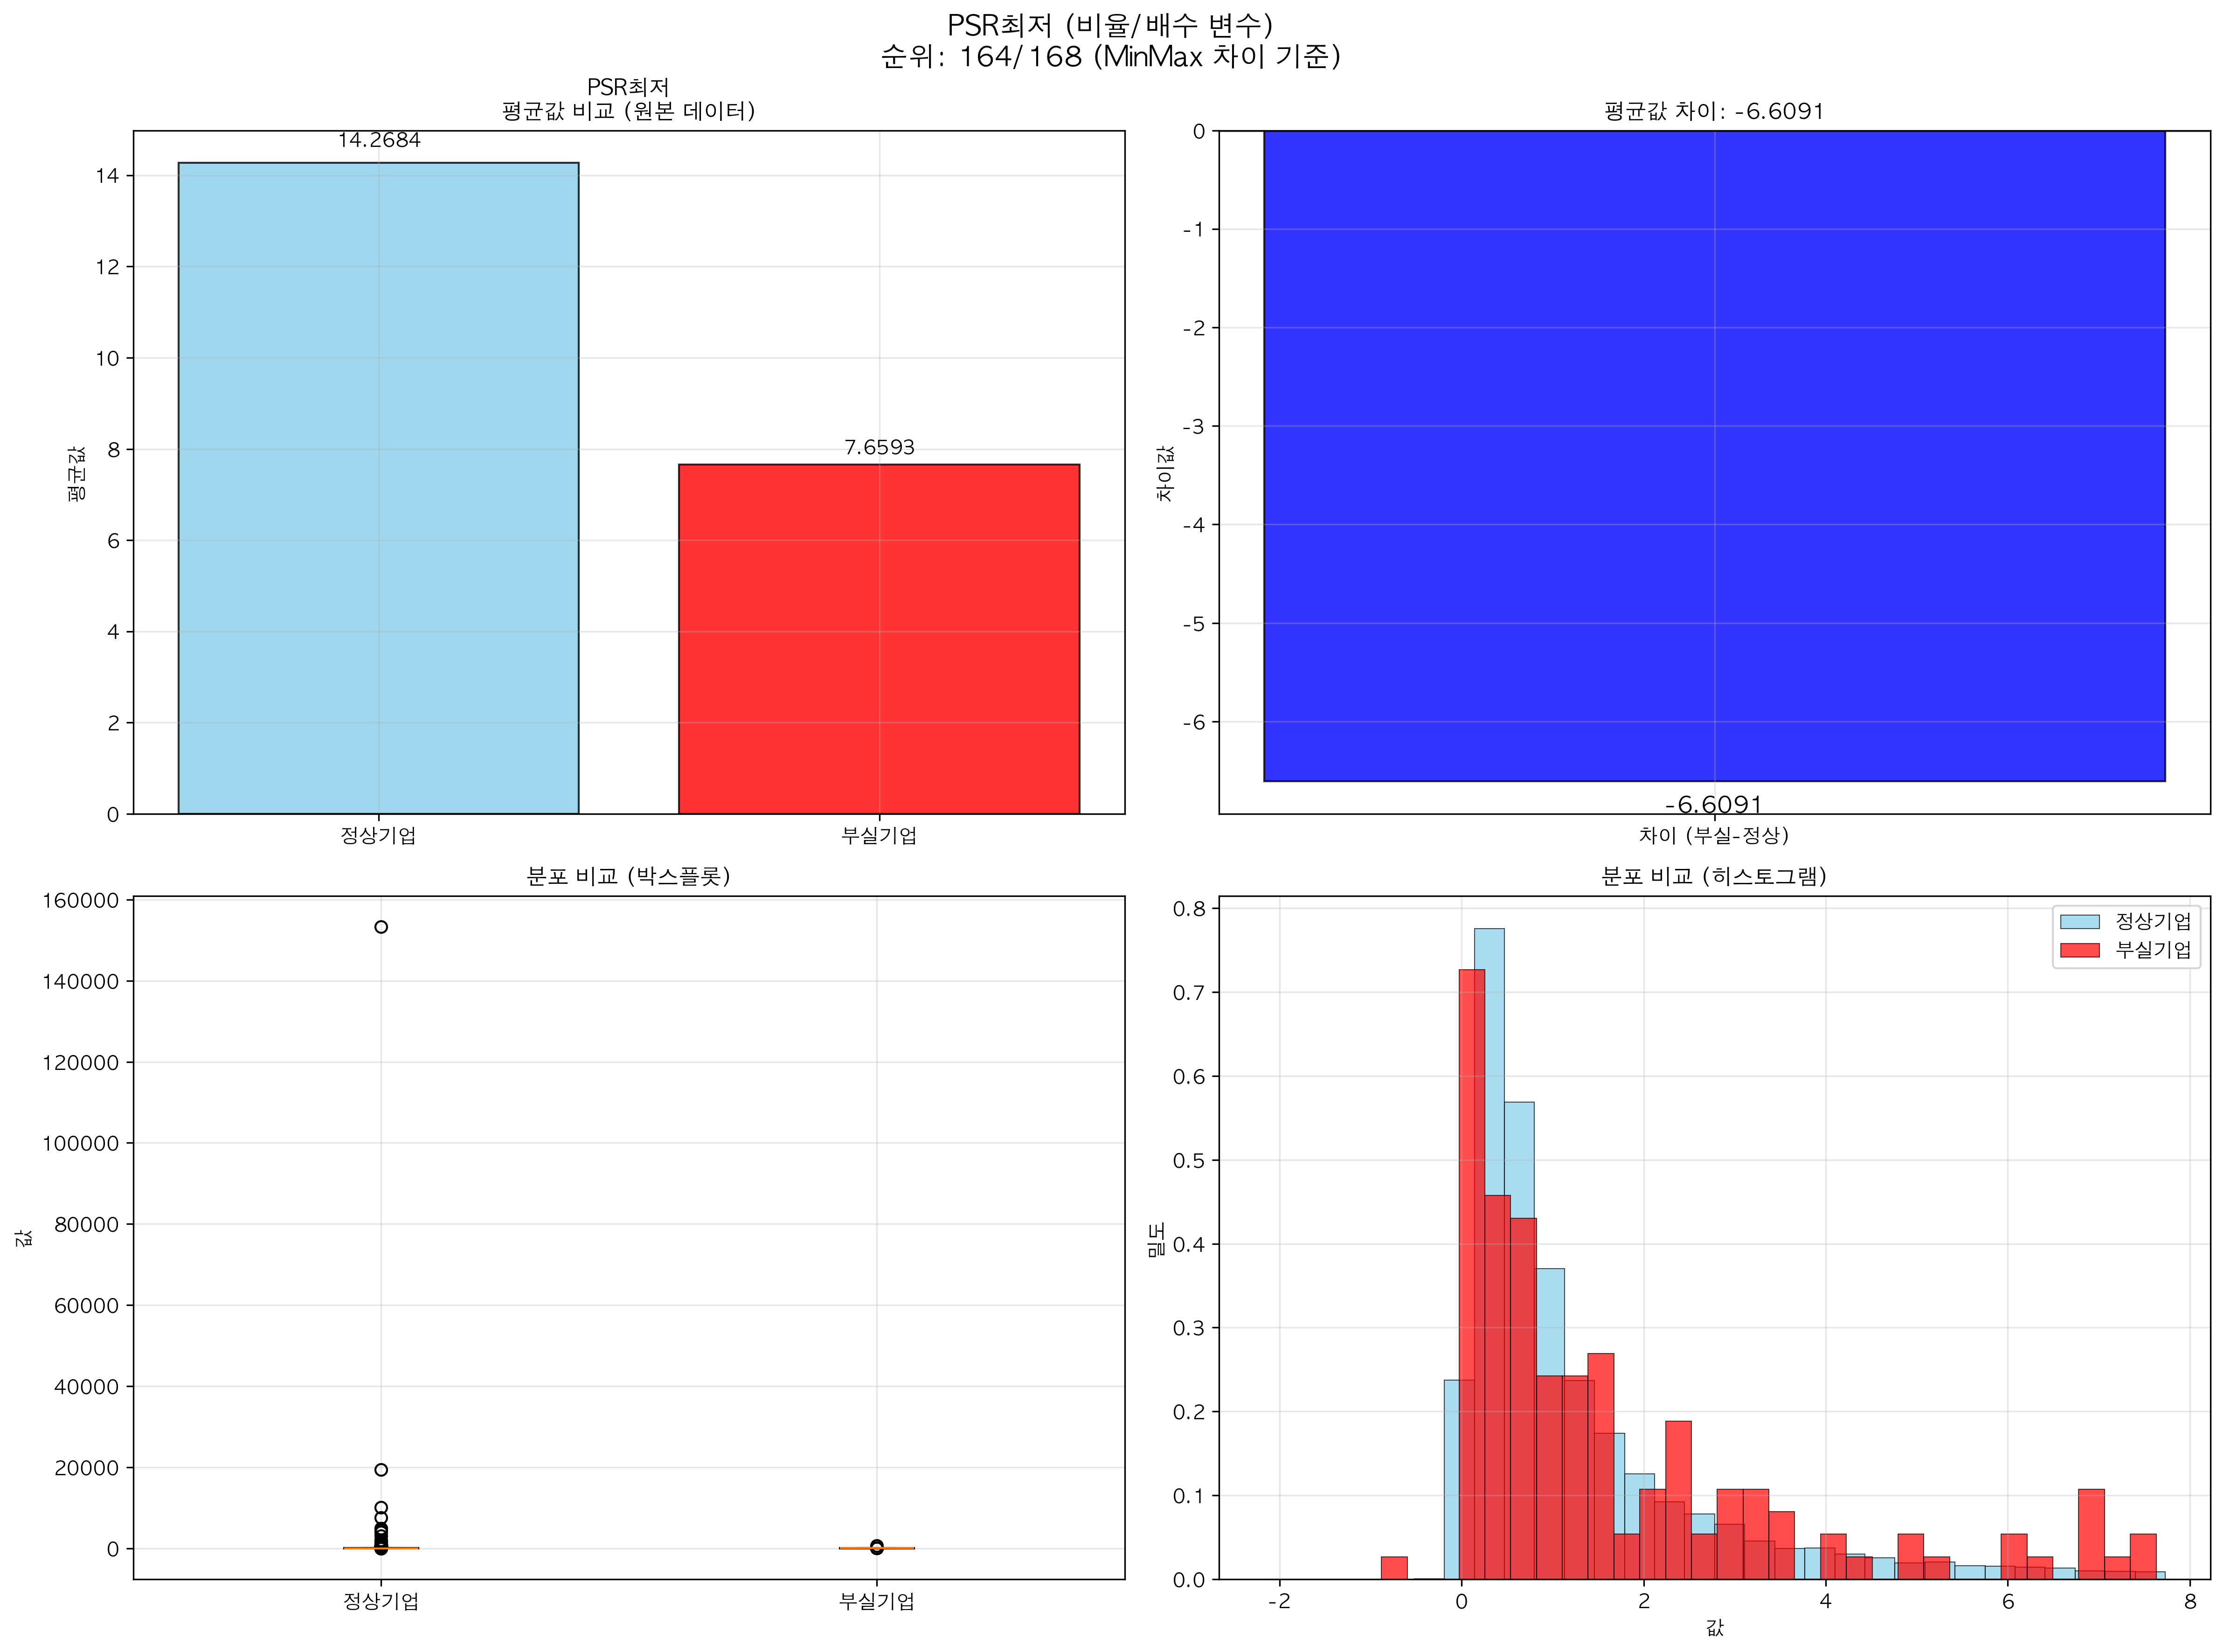 PSR최저 (비율/배수 변수)
순위: 164/168 (MinMax 차이 기준)
PSR최저
평균값 비교 (원본 데이터)
14.2684
7.6593
14
12
10
8
6
4
2
0
평균값
정상기업
부실기업
평균값 차이: -6.6091
0
-1
-2
-3
-4
-5
-6
차이값
-6.6091
차이 (부실-정상)
분포 비교 (박스플롯)
160000
140000
120000
100000
80000
60000
40000
20000
0
값
정상기업
부실기업
분포 비교 (히스토그램)
정상기업
부실기업
0.8
0.7
0.6
0.5
0.4
0.3
0.2
0.1
0.0
밀도
-2
0
2
4
6
8
값